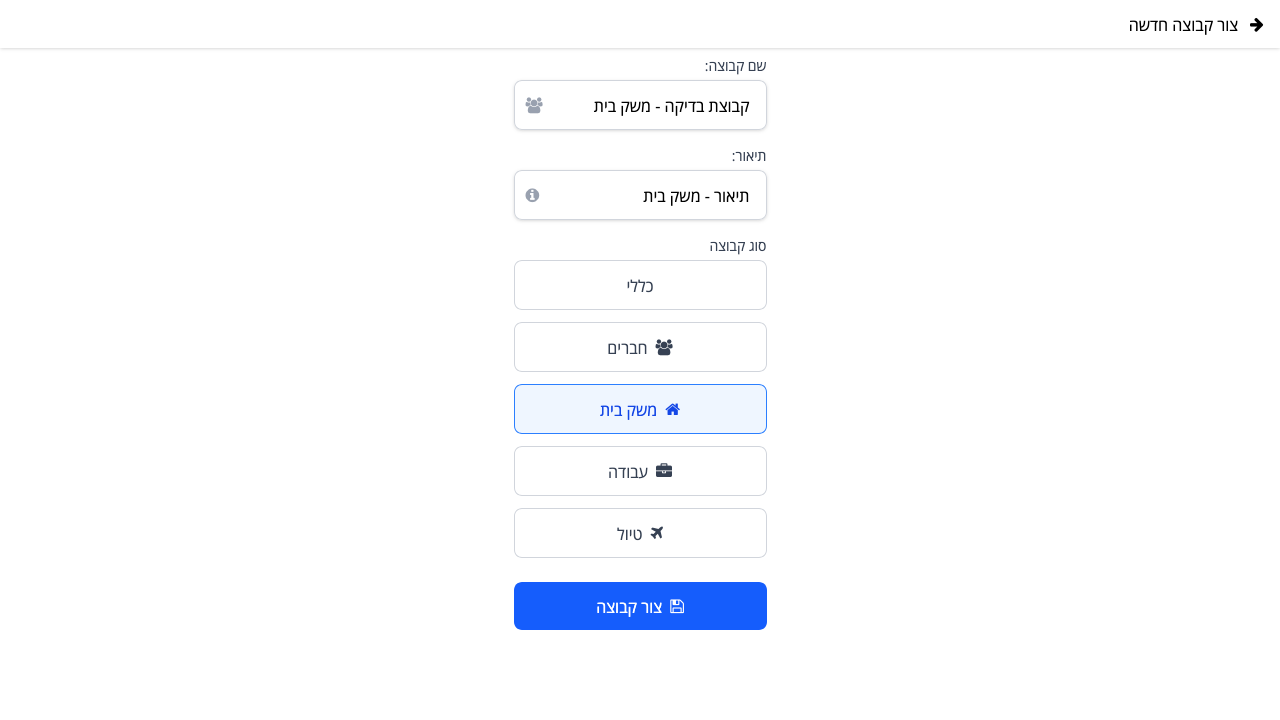 צור קבוצה חדשה
שם קבוצה:
קבוצת בדיקה - משק בית
תיאור:
תיאור - משק בית
סוג קבוצה
כללי
חברים
משק בית
עבודה
טיול
צור קבוצה